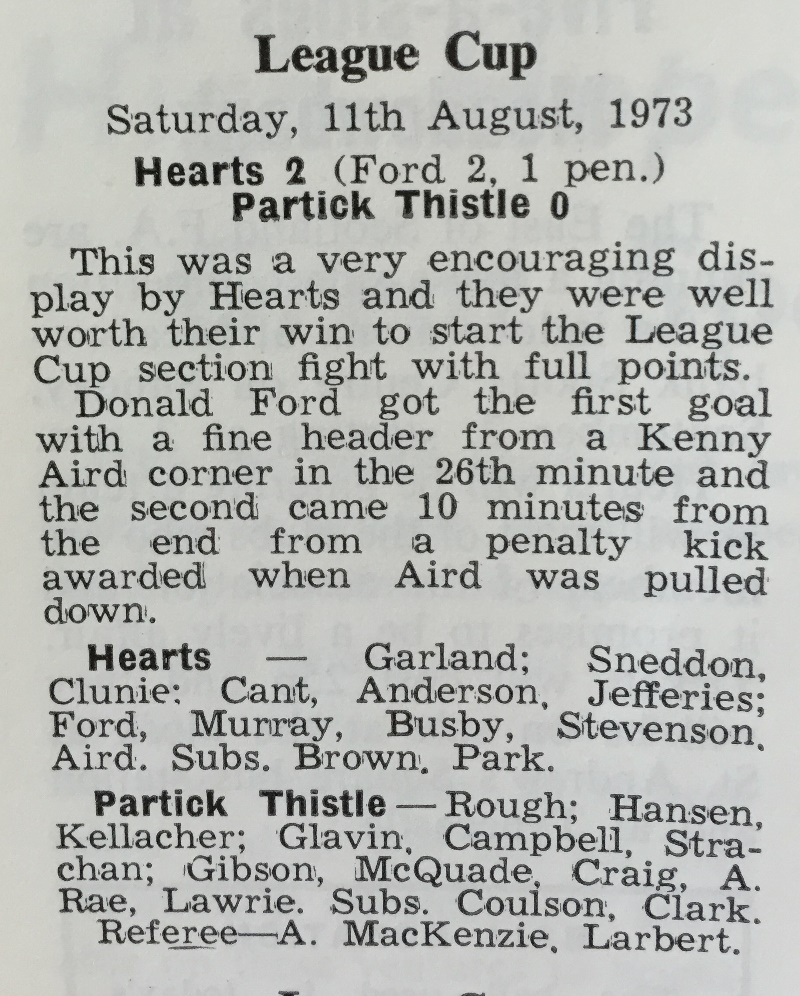 League Cup
Saturday, 11th August, 1973
Hearts 2 (Ford 2, 1 pen.)
Partick Thistle 0
This was a very encouraging dis-
play by Hearts and they were well
worth their win to start the League
Cup section fight with full points.
Donald Ford got the first goal
with a fine header from a Kenny
Aird corner in the 26th minute and
the second came 10 minutes from
the end from a penalty kick
awarded when Aird was pulled
down.
Hearts — Garland; Sneddon,
Clunie; Cant, Anderson, Jefferies;
Ford, Murray, Busby, Stevenson,
Aird. Subs. Brown, Park.
Partick Thistle — Rough; Hansen,
Kellacher; Glavin, Campbell, Stra-
chan; Gibson, McQuade, Craig, A.
Rae, Lawrie. Subs. Coulson, Clark.
Referee—A. MacKenzie, Larbert.